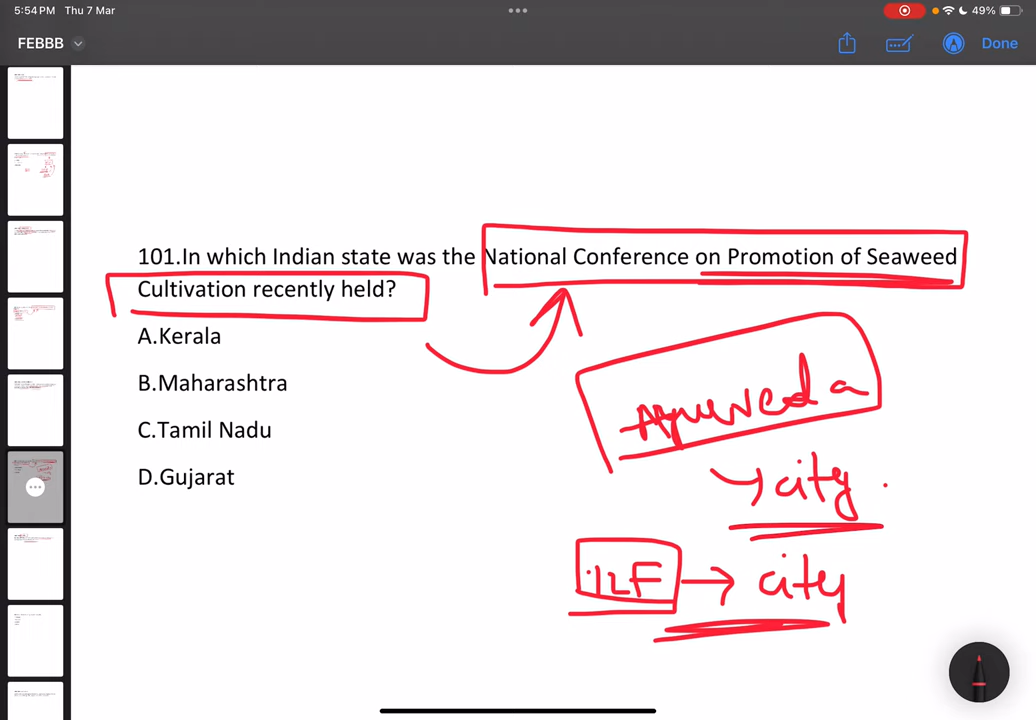 5:54 PM Thu 7 Mar
49%
FEBBB
Done
101.In which Indian state was the National Conference on Promotion of Seaweed
Cultivation recently held?
A.Kerala
B.Maharashtra
C.Tamil Nadu
D.Gujarat
Ayurveda
→ city
→ city